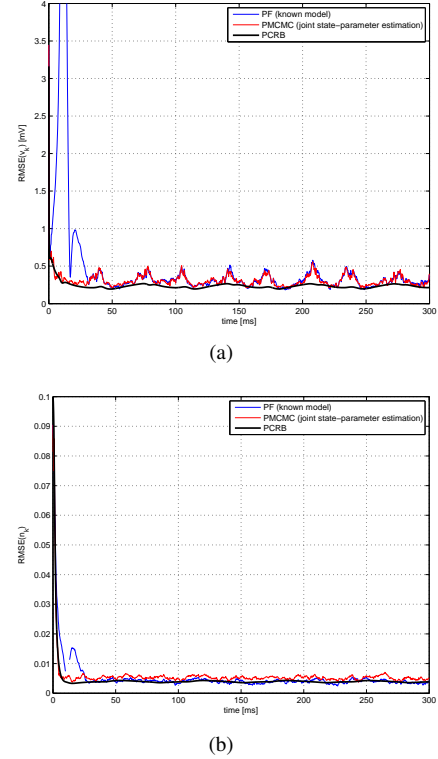 4
3.5
3
2.5
2
1.5
1
0.5
0
RMSE(v_k) [mV]
PF (known model)
PMCMC (joint state−parameter estimation)
PCRB
0 50 100 150 200 250 300
time [ms]
(a)
0.1
0.09
0.08
0.07
0.06
0.05
0.04
0.03
0.02
0.01
0
RMSE(n_k)
PF (known model)
PMCMC (joint state−parameter estimation)
PCRB
0 50 100 150 200 250 300
time [ms]
(b)